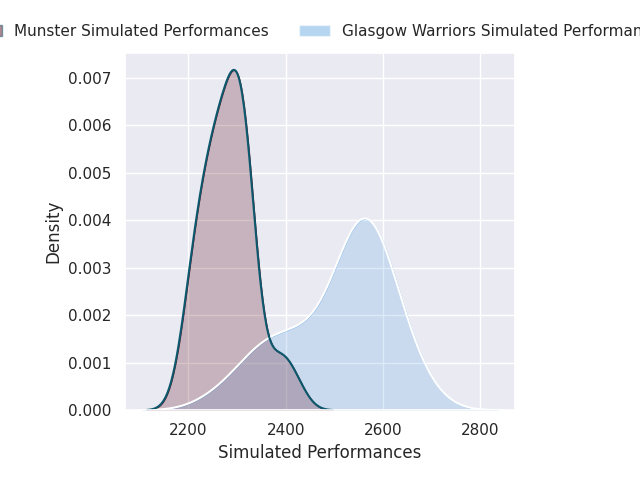 Munster Simulated Performances
Glasgow Warriors Simulated
0.007
0.006
0.005
0.004
0.003
0.002
0.001
0.000
Density
2200 2400 2600 2800
Simulated Performances